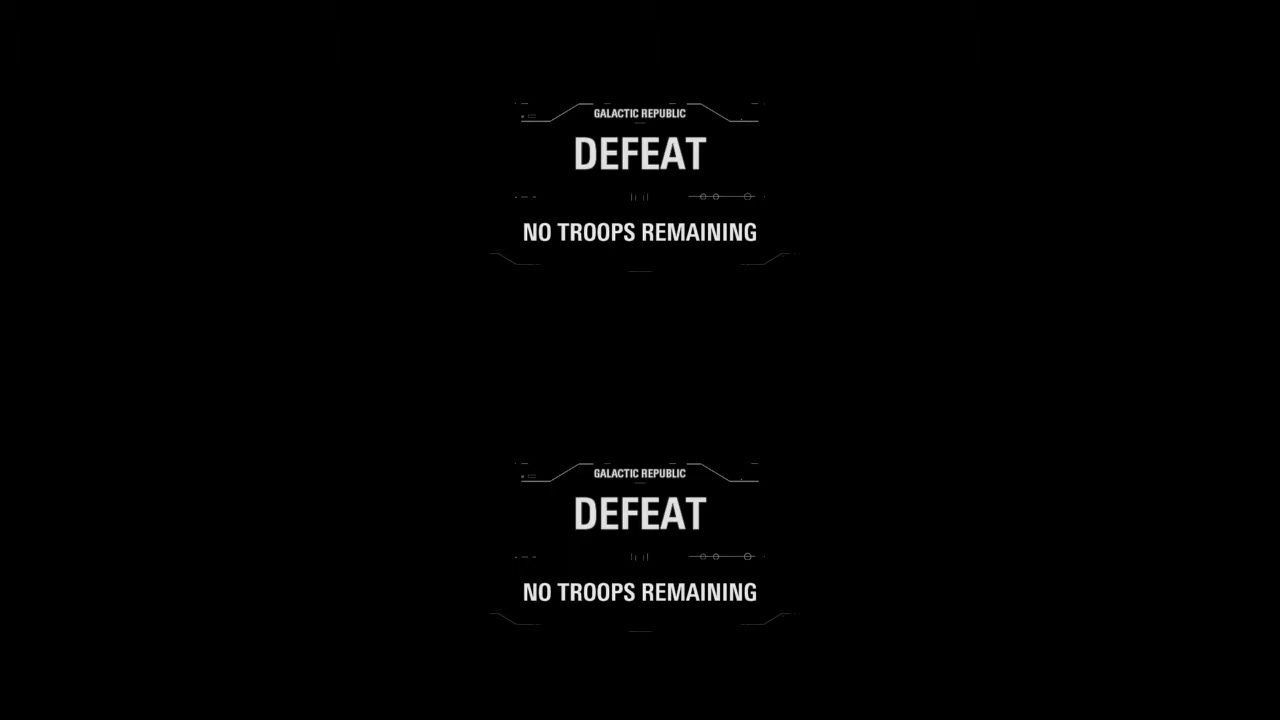 GALACTIC REPUBLIC
DEFEAT
NO TROOPS REMAINING
GALACTIC REPUBLIC
DEFEAT
NO TROOPS REMAINING